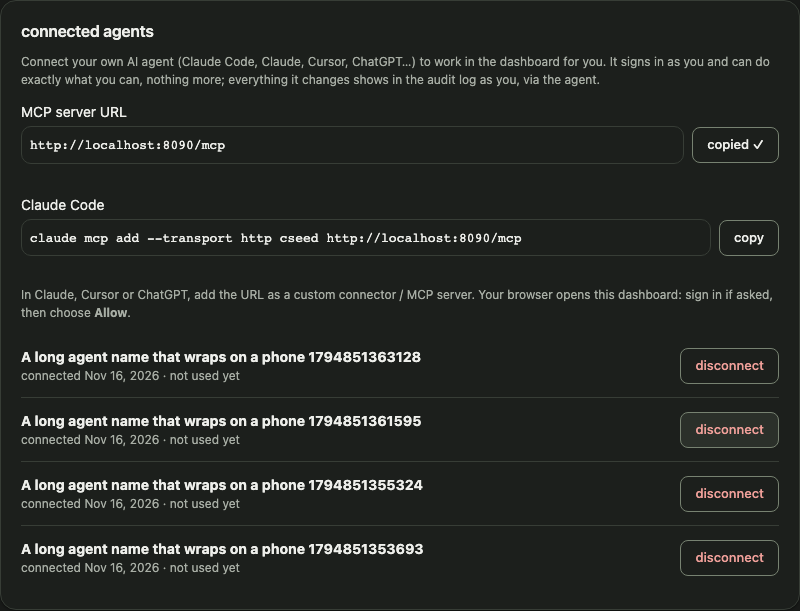 connected agents
Connect your own AI agent (Claude Code, Claude, Cursor, ChatGPT...) to work in the dashboard for you. It signs in as you and can do
exactly what you can, nothing more; everything it changes shows in the audit log as you, via the agent.
MCP server URL
http://localhost:8090/mcp
copied ✓
Claude Code
claude mcp add --transport http cseed http://localhost:8090/mcp
copy
In Claude, Cursor or ChatGPT, add the URL as a custom connector / MCP server. Your browser opens this dashboard: sign in if asked,
then choose Allow.
A long agent name that wraps on a phone 1794851363128
connected Nov 16, 2026 · not used yet
disconnect
A long agent name that wraps on a phone 1794851361595
connected Nov 16, 2026 · not used yet
disconnect
A long agent name that wraps on a phone 1794851355324
connected Nov 16, 2026 · not used yet
disconnect
A long agent name that wraps on a phone 1794851353693
connected Nov 16, 2026 · not used yet
disconnect